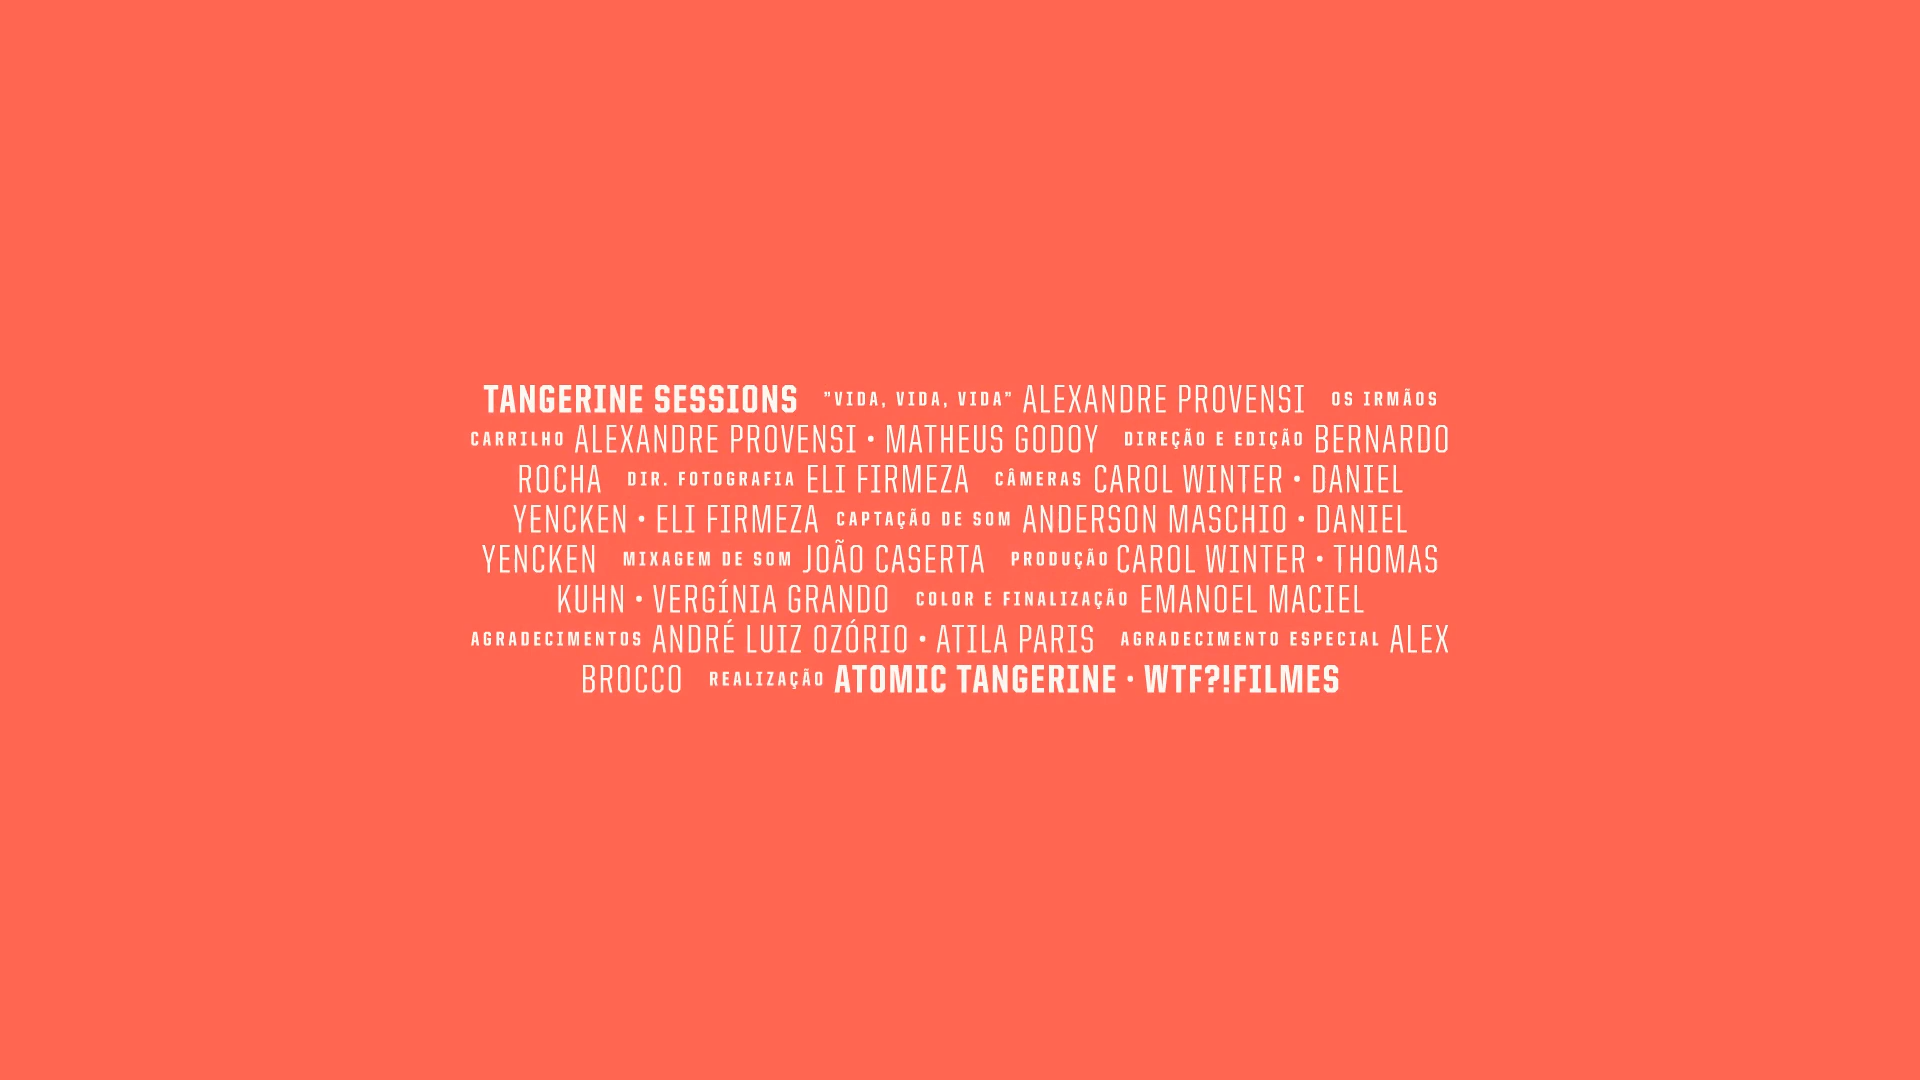 TANGERINE SESSIONS "VIDA, VIDA, VIDA" ALEXANDRE PROVENSI OS IRMÃOS
CARRILHO ALEXANDRE PROVENSI • MATHEUS GODOY DIREÇÃO E EDIÇÃO BERNARDO
ROCHA DIR. FOTOGRAFIA ELI FIRMEZA CÂMERAS CAROL WINTER • DANIEL
YENCKEN • ELI FIRMEZA CAPTAÇÃO DE SOM ANDERSON MASCHIO • DANIEL
YENCKEN MIXAGEM DE SOM JOÃO CASERTA PRODUÇÃO CAROL WINTER • THOMAS
KUHN • VERGÍNIA GRANDO COLOR E FINALIZAÇÃO EMANOEL MACIEL
AGRADECIMENTOS ANDRÉ LUIZ OZÓRIO • ATILA PARIS AGRADECIMENTO ESPECIAL ALEX
BROCCO REALIZAÇÃO ATOMIC TANGERINE • WTF?!FILMES